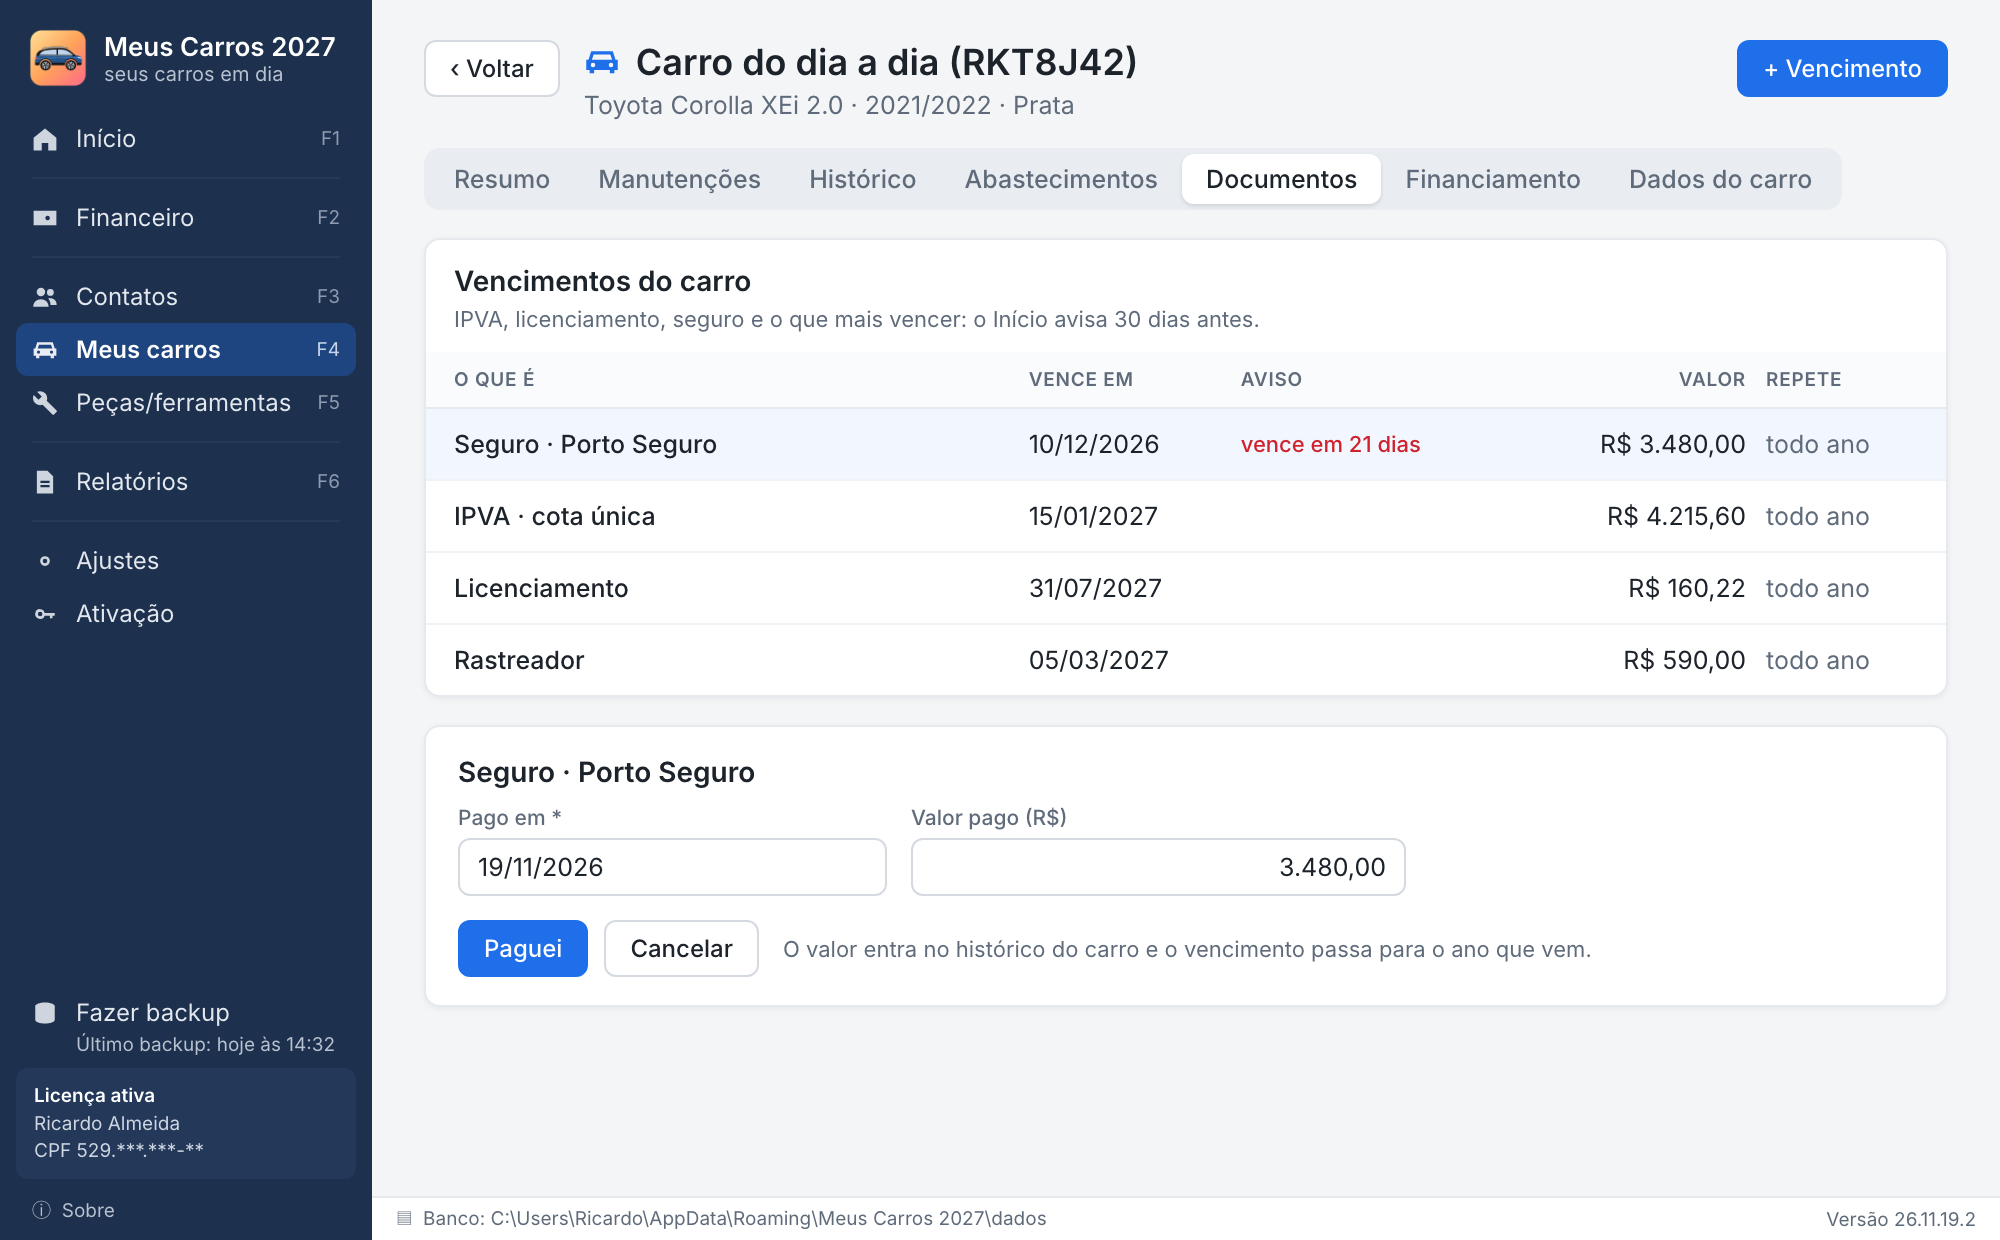 Meus Carros 2027
seus carros em dia
Início F1
Financeiro F2
Contatos F3
Meus carros F4
Peças/ferramentas F5
Relatórios F6
Ajustes
Ativação
Fazer backup
Último backup: hoje às 14:32
Licença ativa
Ricardo Almeida
CPF 529.***.***-**
Sobre
‹ Voltar
Carro do dia a dia (RKT8J42)
Toyota Corolla XEi 2.0 · 2021/2022 · Prata
+ Vencimento
Resumo Manutenções Histórico Abastecimentos Documentos Financiamento Dados do carro
Vencimentos do carro
IPVA, licenciamento, seguro e o que mais vencer: o Início avisa 30 dias antes.
O QUE É VENCE EM AVISO VALOR REPETE
Seguro · Porto Seguro 10/12/2026 vence em 21 dias R$ 3.480,00 todo ano
IPVA · cota única 15/01/2027 R$ 4.215,60 todo ano
Licenciamento 31/07/2027 R$ 160,22 todo ano
Rastreador 05/03/2027 R$ 590,00 todo ano
Seguro · Porto Seguro
Pago em * Valor pago (R$)
19/11/2026 3.480,00
Paguei Cancelar O valor entra no histórico do carro e o vencimento passa para o ano que vem.
Banco: C:\Users\Ricardo\AppData\Roaming\Meus Carros 2027\dados
Versão 26.11.19.2